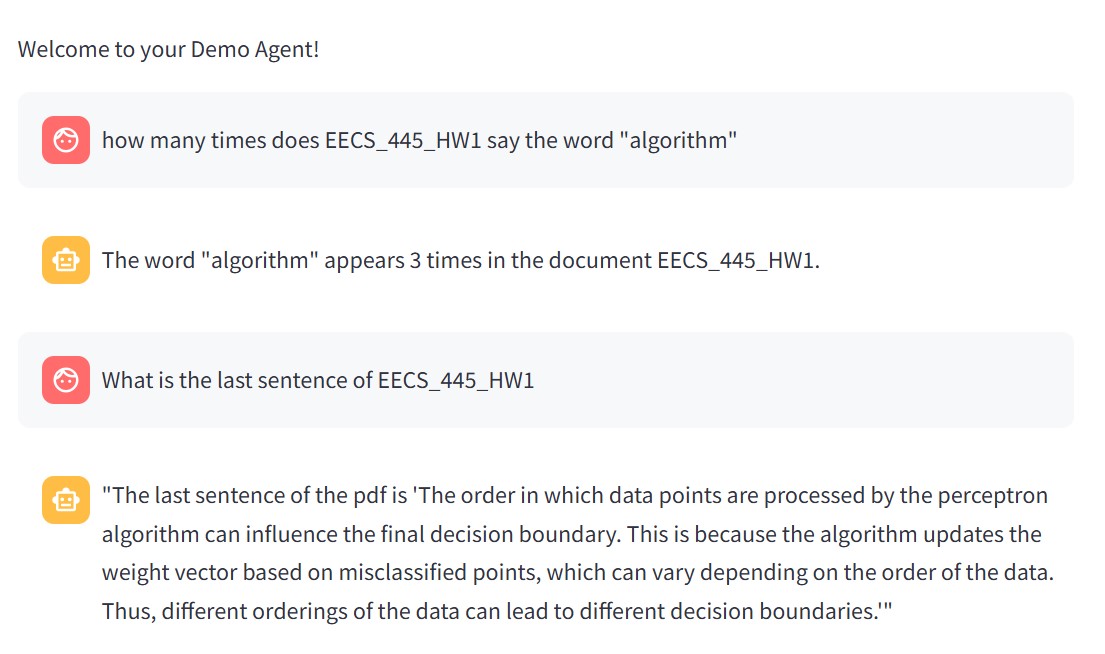 Welcome to your Demo Agent!
how many times does EECS_445_HW1 say the word "algorithm"
The word "algorithm" appears 3 times in the document EECS_445_HW1.
What is the last sentence of EECS_445_HW1
"The last sentence of the pdf is 'The order in which data points are processed by the perceptron
algorithm can influence the final decision boundary. This is because the algorithm updates the
weight vector based on misclassified points, which can vary depending on the order of the data.
Thus, different orderings of the data can lead to different decision boundaries.'"